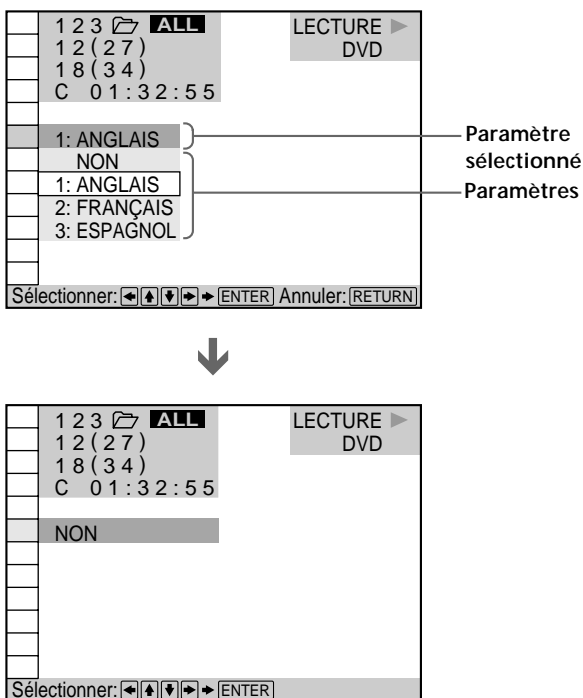 123 ALL
LECTURE
12(27)
DVD
18(34)
C 01:32:55
1: ANGLAIS
Paramètre
sélectionné
NON
1: ANGLAIS
Paramètres
2: FRANÇAIS
3: ESPAGNOL
Sélectionner: ENTER Annuler: RETURN
123 ALL
LECTURE
12(27)
DVD
18(34)
C 01:32:55
NON
Sélectionner: ENTER